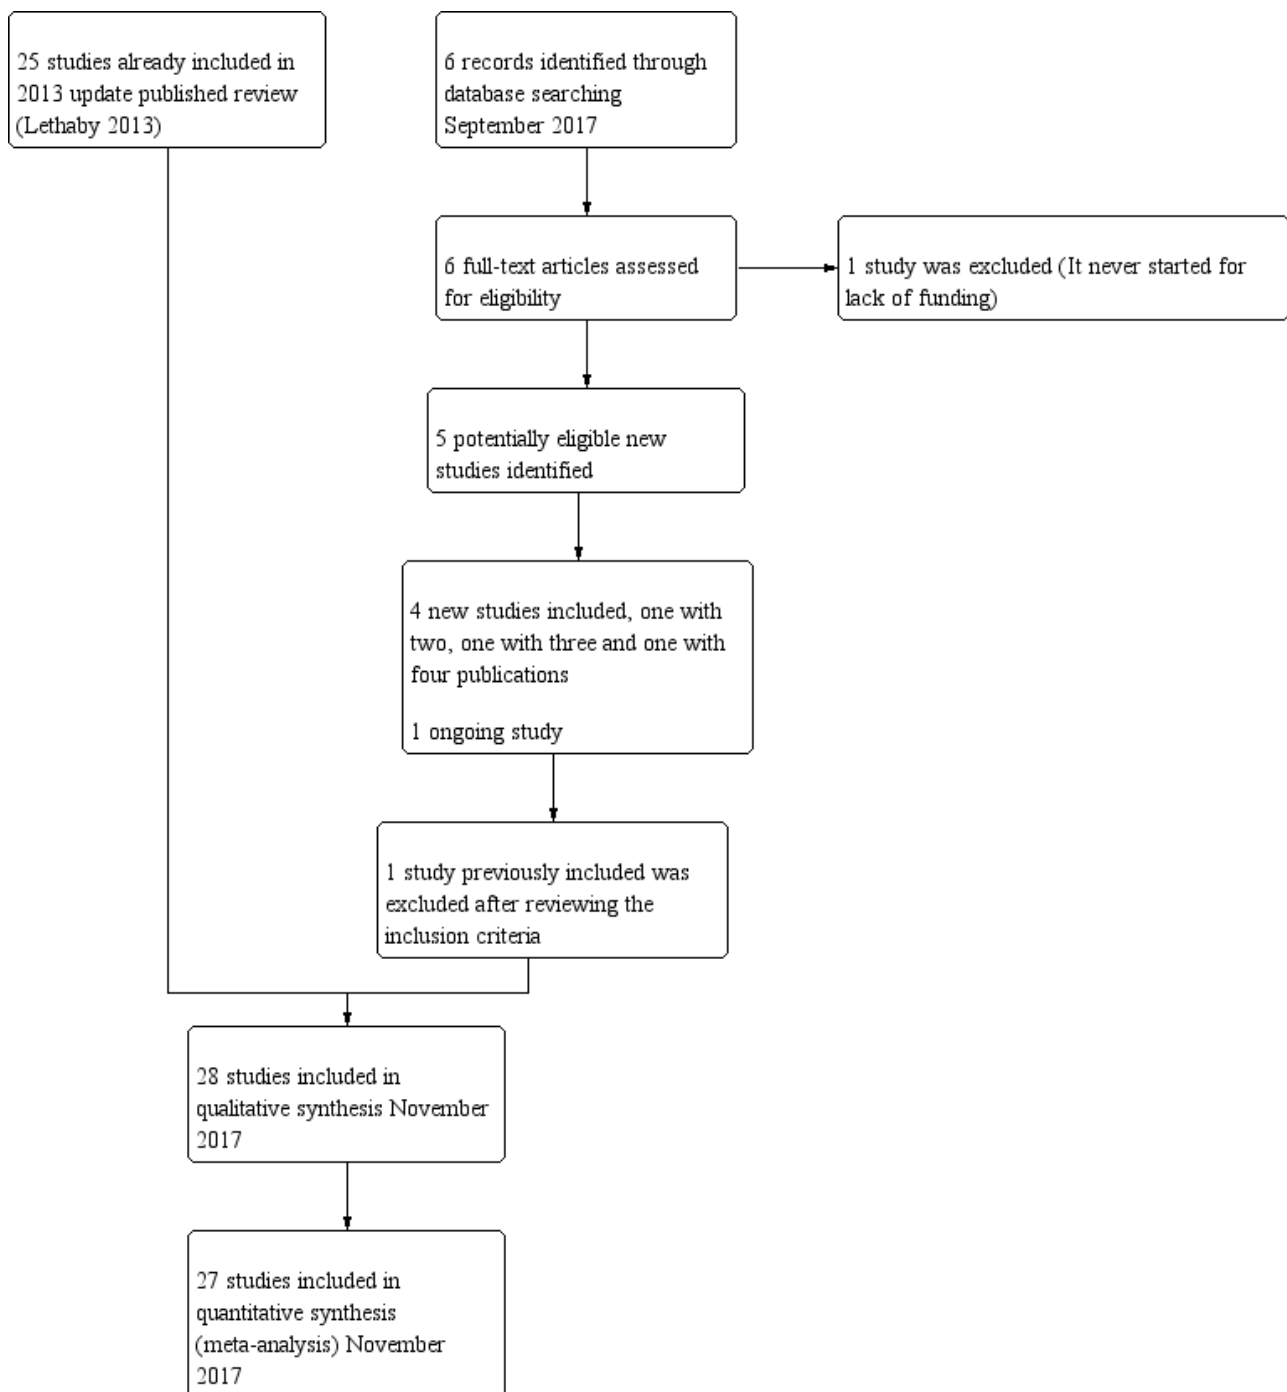 25 studies already included in
2013 update published review
(Lethaby 2013)
6 records identified through
database searching
September 2017
6 full-text articles assessed
for eligibility
1 study was excluded (It never started for
lack of funding)
5 potentially eligible new
studies identified
4 new studies included, one with
two, one with three and one with
four publications
1 ongoing study
1 study previously included was
excluded after reviewing the
inclusion criteria
28 studies included in
qualitative synthesis November
2017
27 studies included in
quantitative synthesis
(meta-analysis) November
2017